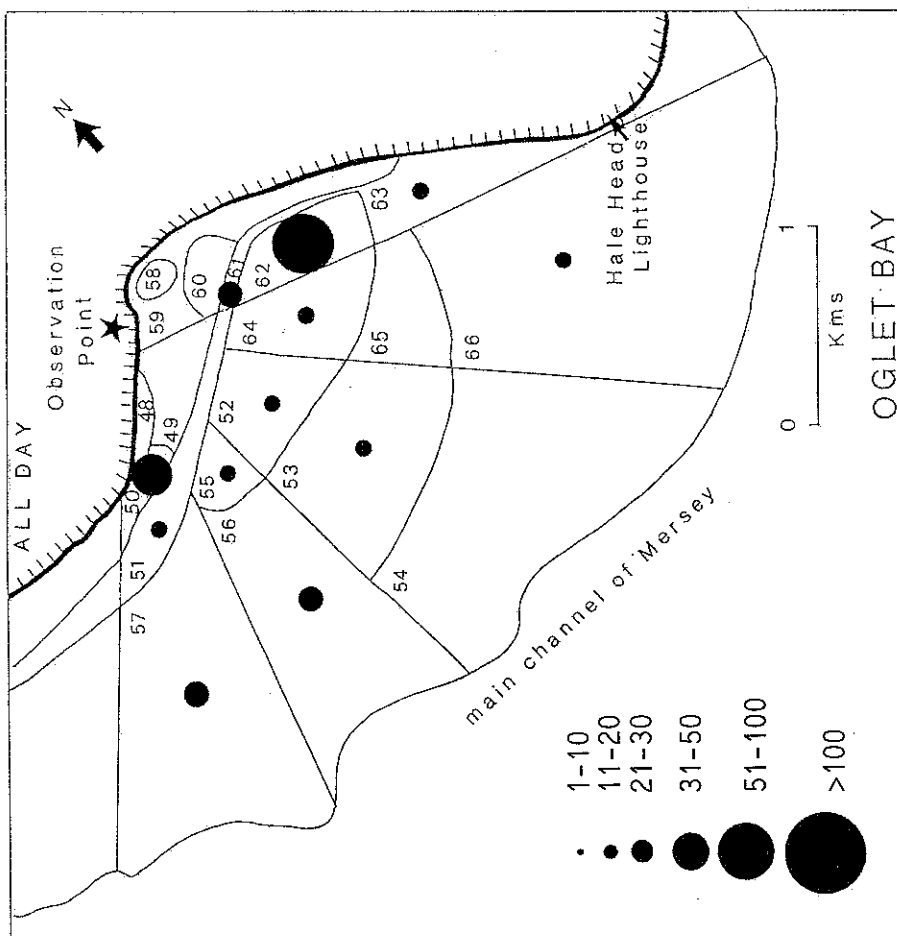 ALL DAY
N
Observation
Point
48
49
50
51
52
53
54
55
56
57
58
59
60
61
62
63
64
65
66
Hale Head
Lighthouse
main channel of Mersey
0 1
Kms
OGLET BAY
1-10
11-20
21-30
31-50
51-100
>100